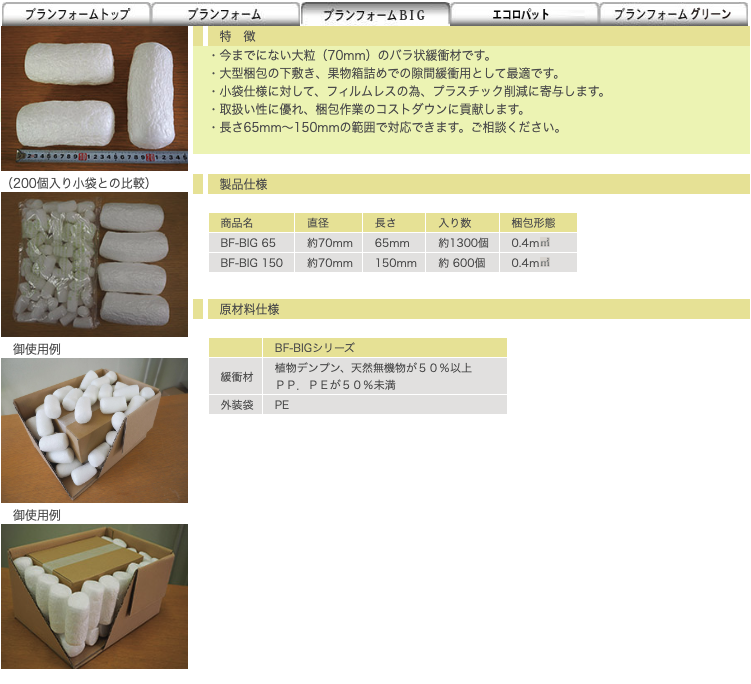 プランフォームトップ
プランフォーム
プランフォームＢＩＧ
エコロパット
プランフォーム グリーン
特　徴
・今までにない大粒（70mm）のバラ状緩衝材です。
・大型梱包の下敷き、果物箱詰めでの隙間緩衝用として最適です。
・小袋仕様に対して、フィルムレスの為、プラスチック削減に寄与します。
・取扱い性に優れ、梱包作業のコストダウンに貢献します。
・長さ65mm～150mmの範囲で対応できます。ご相談ください。
（200個入り小袋との比較）
製品仕様
商品名 直径 長さ 入り数 梱包形態
BF-BIG 65 約70mm 65mm 約1300個 0.4m㎥
BF-BIG 150 約70mm 150mm 約 600個 0.4m㎥
原材料仕様
BF-BIGシリーズ
緩衝材 植物デンプン、天然無機物が５０％以上
ＰＰ．ＰＥが５０％未満
外装袋 PE
御使用例
御使用例